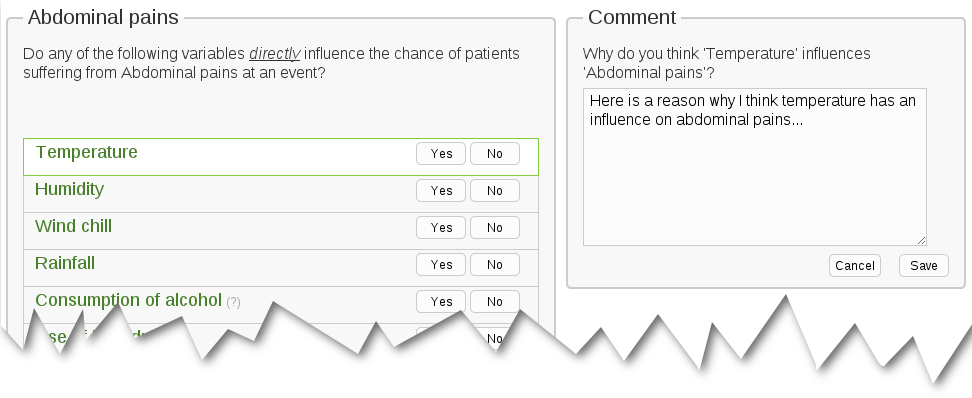 Abdominal pains
Do any of the following variables directly influence the chance of patients
suffering from Abdominal pains at an event?
Temperature Yes No
Humidity Yes No
Wind chill Yes No
Rainfall Yes No
Consumption of alcohol (?) Yes No
No
Comment
Why do you think 'Temperature' influences
'Abdominal pains'?
Here is a reason why I think temperature has an
influence on abdominal pains...
Cancel Save